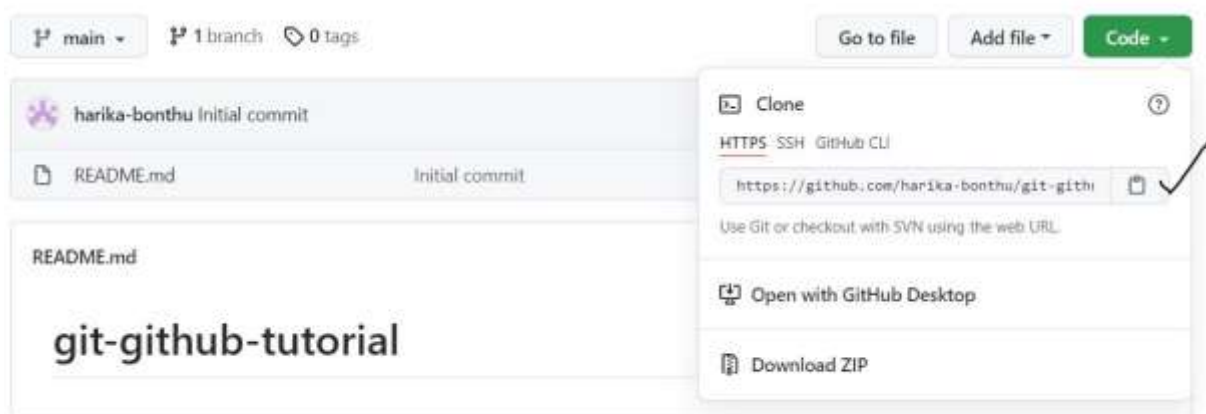 main 1 branch 0 tags Go to file Add file Code
harika-bonthu Initial commit
README.md Initial commit
Clone
HTTPS SSH GitHub CLI
https://github.com/harika-bonthu/git-gith
Use Git or checkout with SVN using the web URL.
Open with GitHub Desktop
Download ZIP
README.md
git-github-tutorial